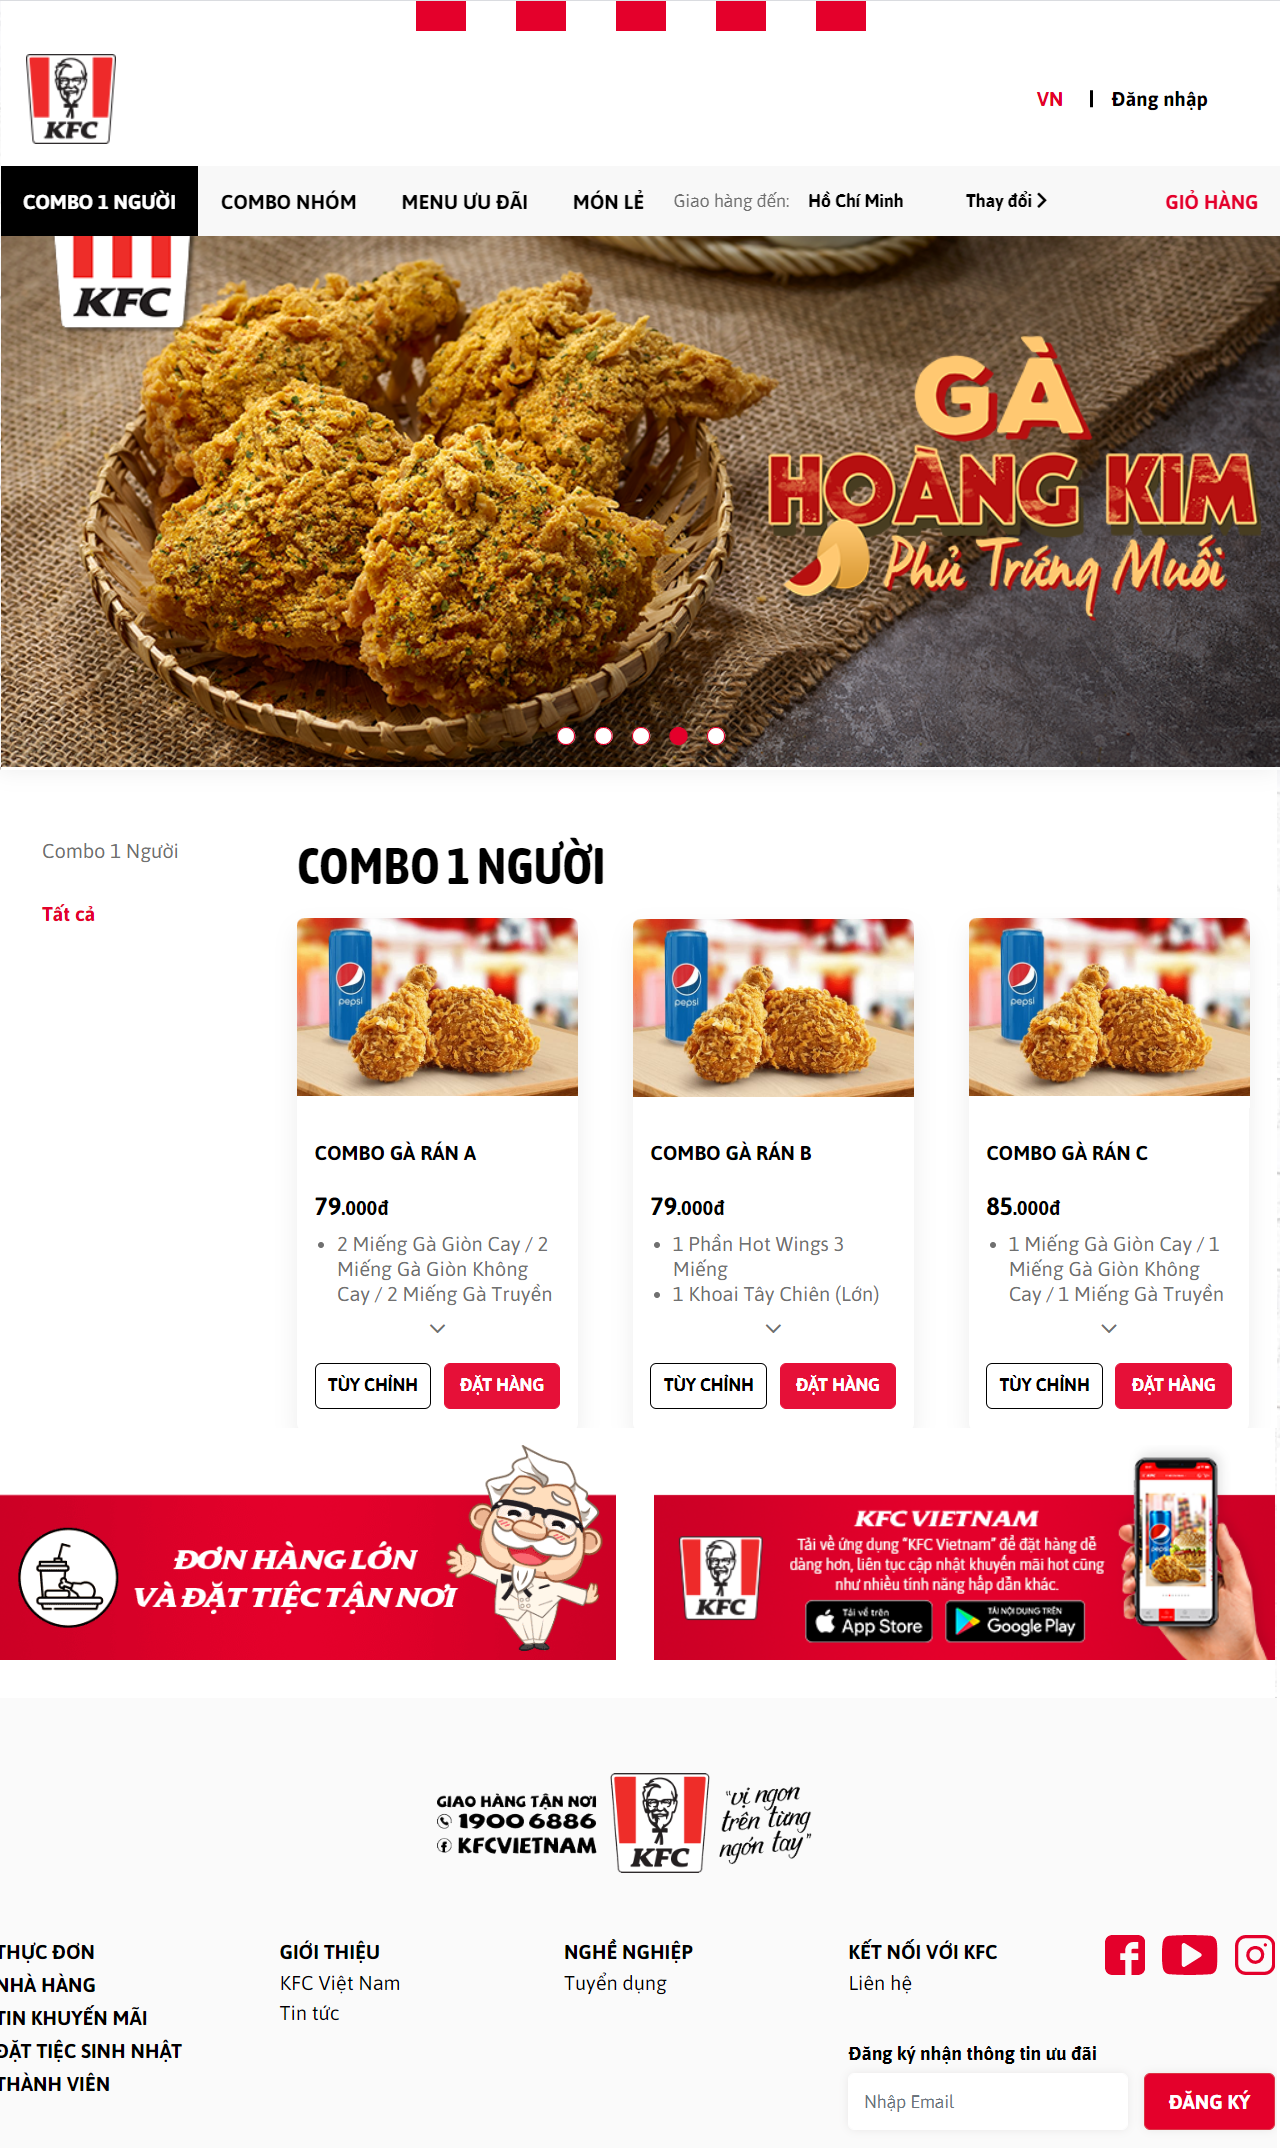 KFC
VN | Đăng nhập
COMBO 1 NGƯỜI
COMBO NHÓM
MENU ƯU ĐÃI
MÓN LẺ
Giao hàng đến:
Hồ Chí Minh
Thay đổi
GIỎ HÀNG
KFC
GÀ
HOÀNG KIM
Phủ Trứng Muối
Combo 1 Người
Tất cả
COMBO 1 NGƯỜI
pepsi
COMBO GÀ RÁN A
79.000đ
• 2 Miếng Gà Giòn Cay / 2
Miếng Gà Giòn Không
Cay / 2 Miếng Gà Truyền
TÙY CHỈNH
ĐẶT HÀNG
pepsi
COMBO GÀ RÁN B
79.000đ
• 1 Phần Hot Wings 3
Miếng
• 1 Khoai Tây Chiên (Lớn)
TÙY CHỈNH
ĐẶT HÀNG
pepsi
COMBO GÀ RÁN C
85.000đ
• 1 Miếng Gà Giòn Cay / 1
Miếng Gà Giòn Không
Cay / 1 Miếng Gà Truyền
TÙY CHỈNH
ĐẶT HÀNG
ĐƠN HÀNG LỚN
VÀ ĐẶT TIỆC TẬN NƠI
KFC
KFC VIETNAM
Tải về ứng dụng “KFC Vietnam” để đặt hàng dễ
dàng hơn, liên tục cập nhật khuyến mãi hot cũng
như nhiều tính năng hấp dẫn khác.
Tải về trên
App Store
TẢI NỘI DUNG TRÊN
Google Play
pepsi
GIAO HÀNG TẬN NƠI
1900 6886
KFCVIETNAM
KFC
“vị ngon
trên từng
ngón tay”
THỰC ĐƠN
NHÀ HÀNG
TIN KHUYẾN MÃI
ĐẶT TIỆC SINH NHẬT
THÀNH VIÊN
GIỚI THIỆU
KFC Việt Nam
Tin tức
NGHỀ NGHIỆP
Tuyển dụng
KẾT NỐI VỚI KFC
Liên hệ
Đăng ký nhận thông tin ưu đãi
Nhập Email
ĐĂNG KÝ